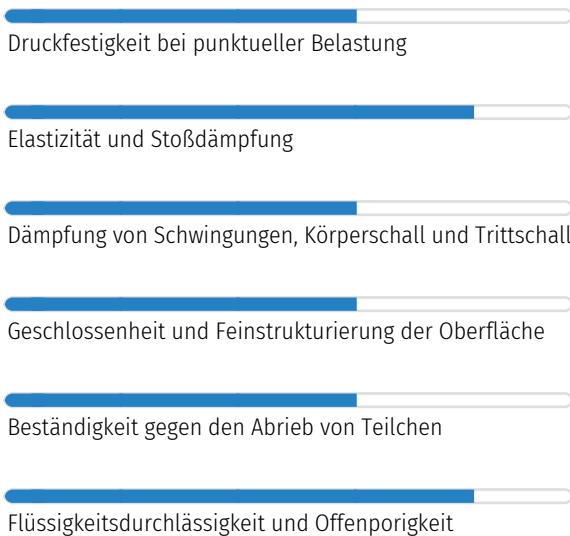 Druckfestigkeit bei punktueller Belastung
Elastizität und Stoßdämpfung
Dämpfung von Schwingungen, Körperschall und Trittschall
Geschlossenheit und Feinstrukturierung der Oberfläche
Beständigkeit gegen den Abrieb von Teilchen
Flüssigkeitsdurchlässigkeit und Offenporigkeit